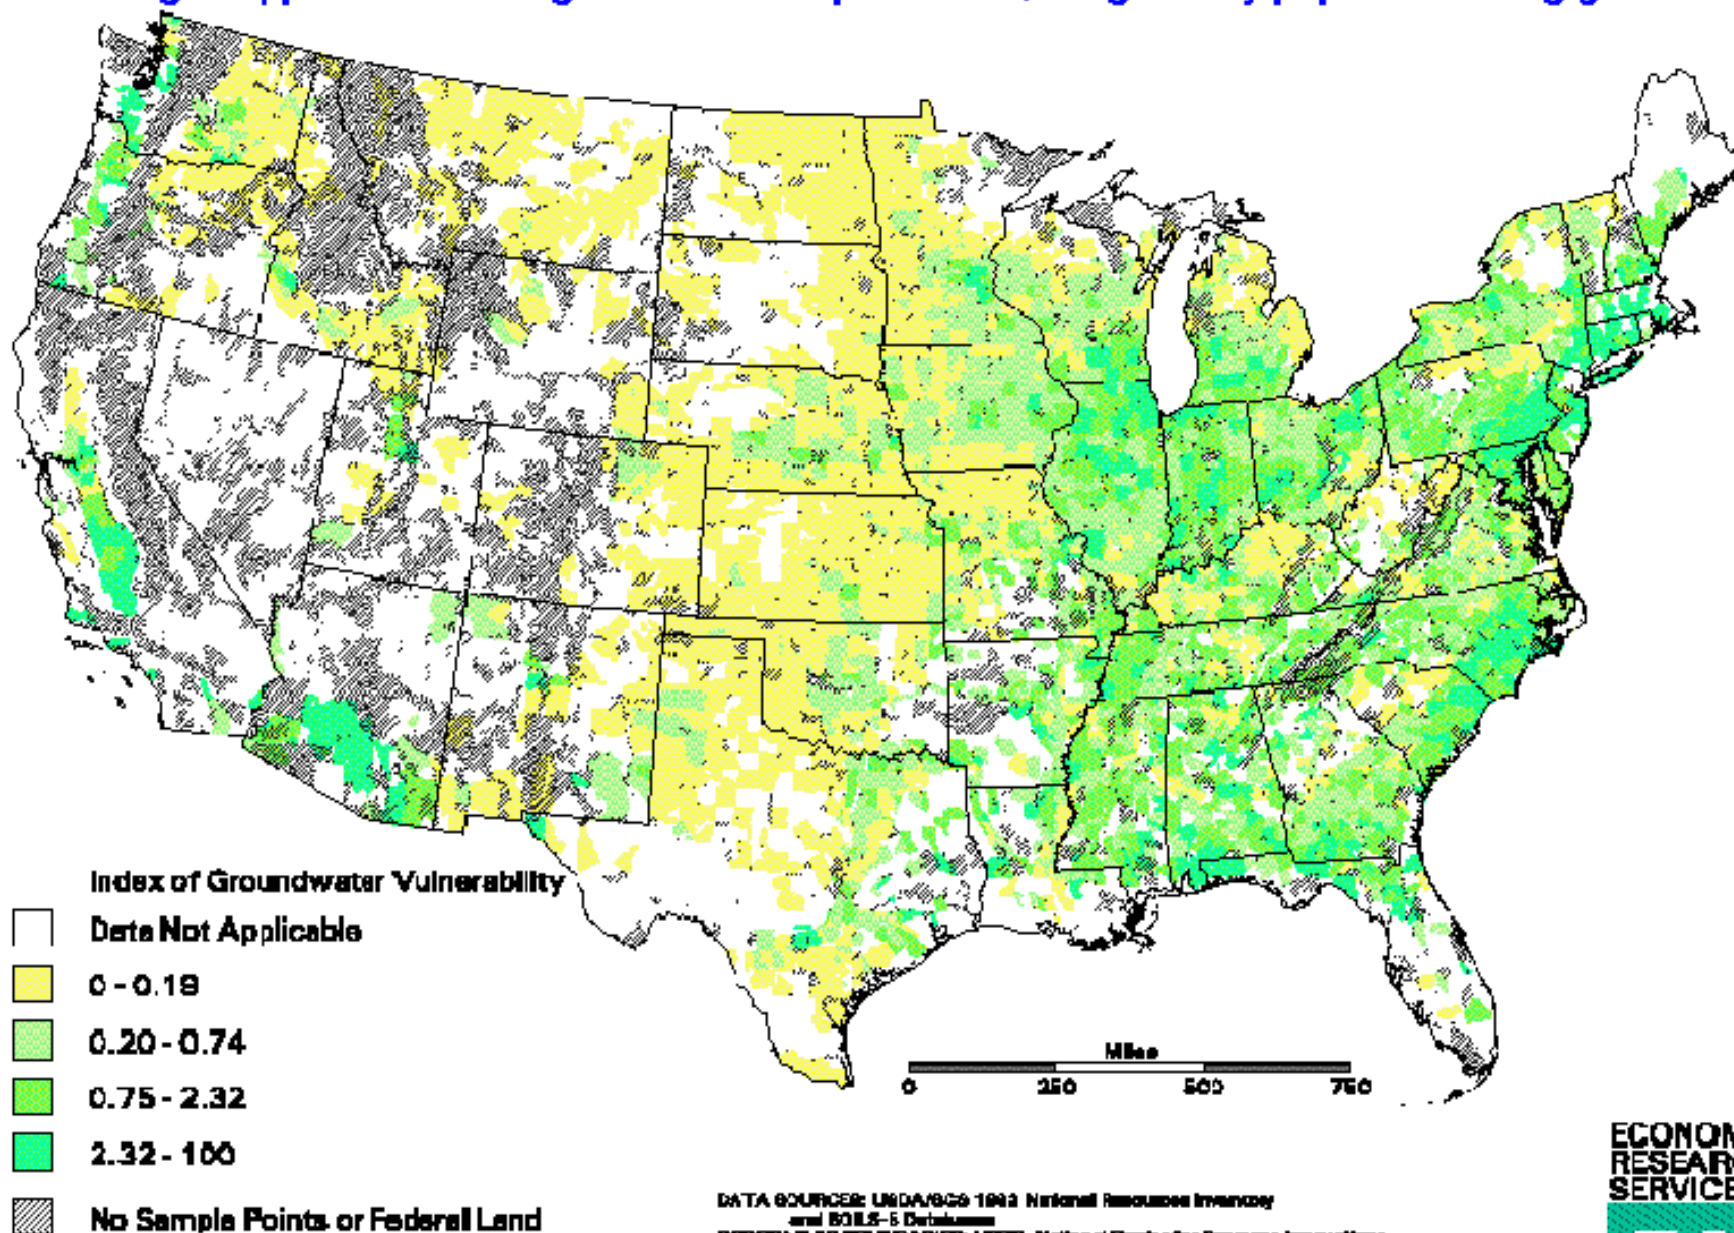 Index of Groundwater Vulnerability
Data Not Applicable
0 - 0.19
0.20 - 0.74
0.75 - 2.32
2.32 - 100
No Sample Points or Federal Land
Miles
0 250 500 750
DATA SOURCES: USDA/SCS 1982 National Resources Inventory
and SOILS-5 Databases
ECONOM
RESEAR
SERVICE